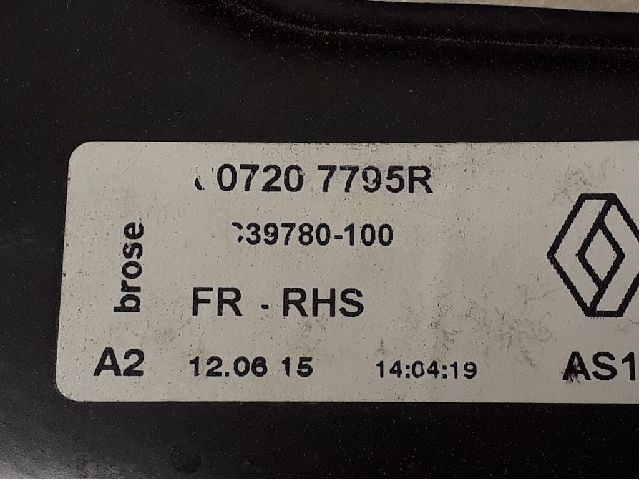 0720 7795R
39780-100
brose
FR - RHS
A2 12.06 15 14:04:19 AS1